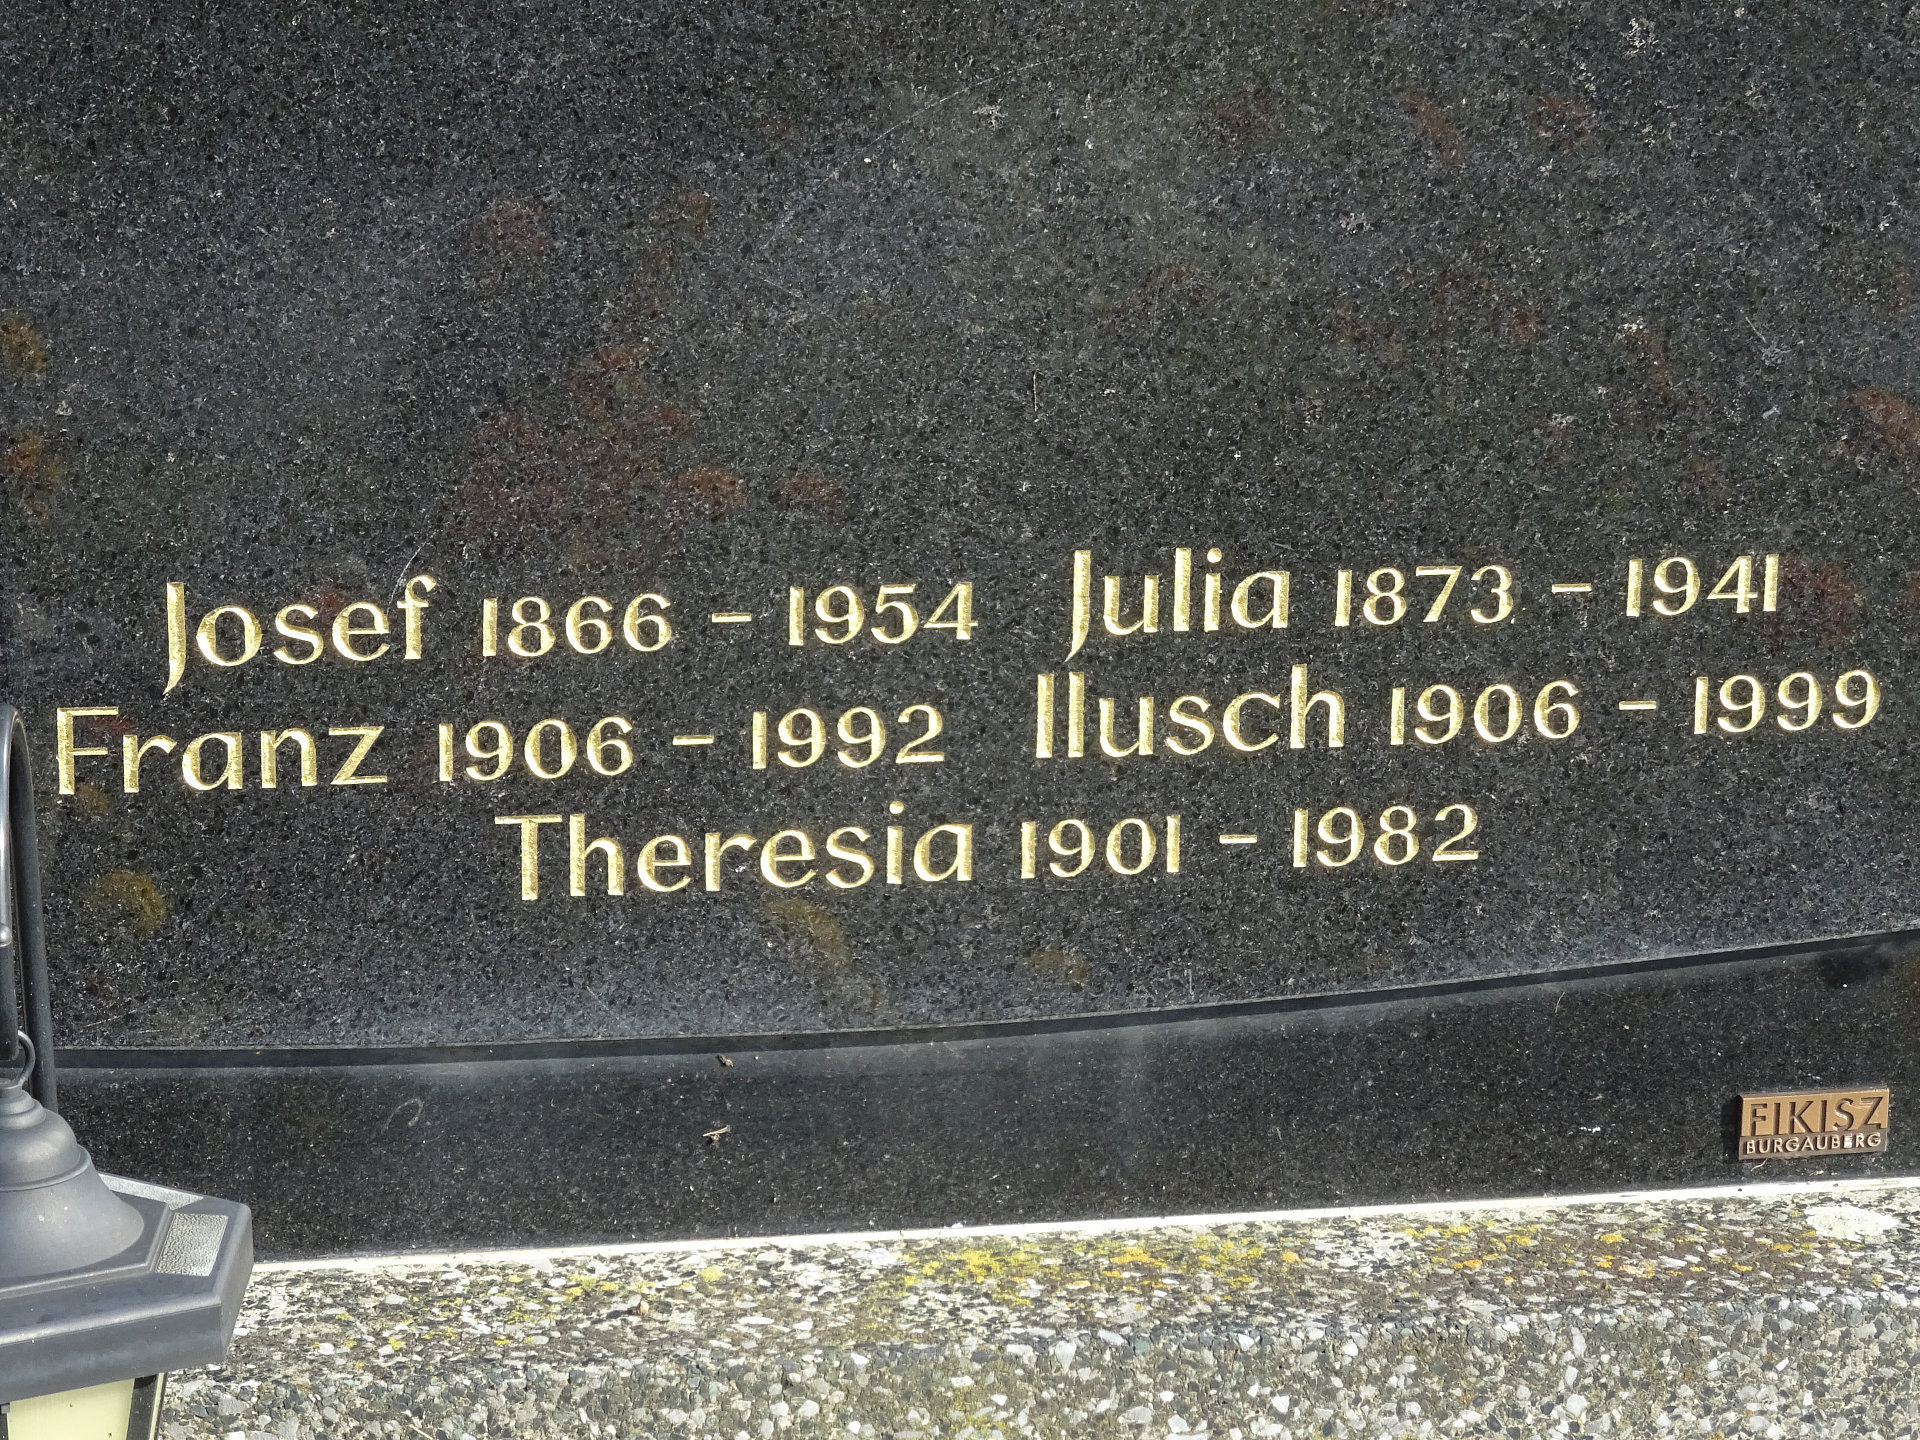 Josef 1866 – 1954 Julia 1873 – 1941
Franz 1906 – 1992 Ilusch 1906 – 1999
Theresia 1901 – 1982
FIKISZ
BURGAUBERG